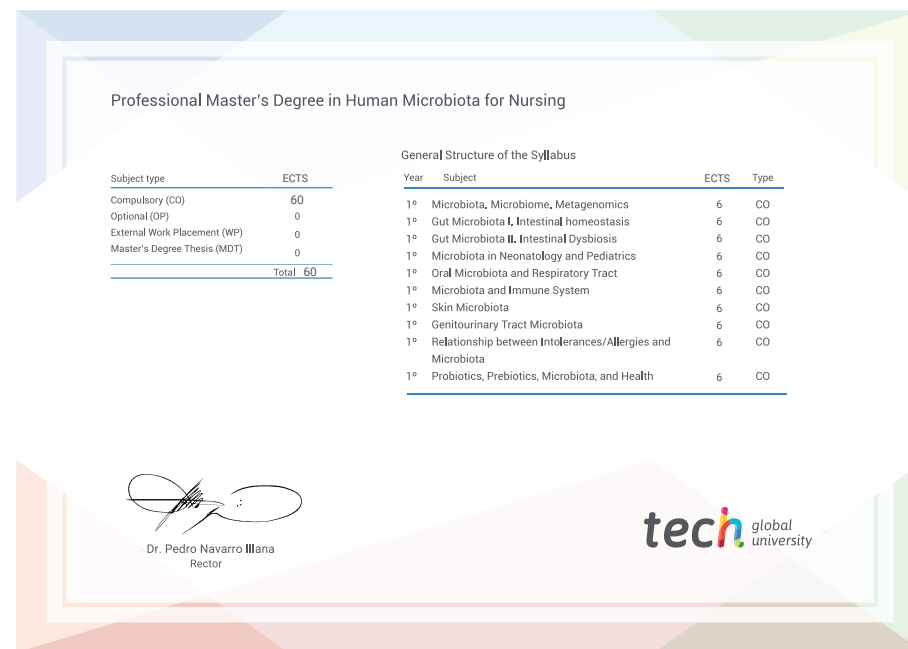 Professional Master's Degree in Human Microbiota for Nursing
Subject type ECTS
Compulsory (CO) 60
Optional (OP) 0
External Work Placement (WP) 0
Master's Degree Thesis (MDT) 0
Total 60
General Structure of the Syllabus
Year Subject ECTS Type
1º Microbiota, Microbiome, Metagenomics 6 CO
1º Gut Microbiota I. Intestinal homeostasis 6 CO
1º Gut Microbiota II. Intestinal Dysbiosis 6 CO
1º Microbiota in Neonatology and Pediatrics 6 CO
1º Oral Microbiota and Respiratory Tract 6 CO
1º Microbiota and Immune System 6 CO
1º Skin Microbiota 6 CO
1º Genitourinary Tract Microbiota 6 CO
1º Relationship between Intolerances/Allergies and 6 CO
Microbiota
1º Probiotics, Prebiotics, Microbiota, and Health 6 CO
Dr. Pedro Navarro Illana
Rector
tech global
university